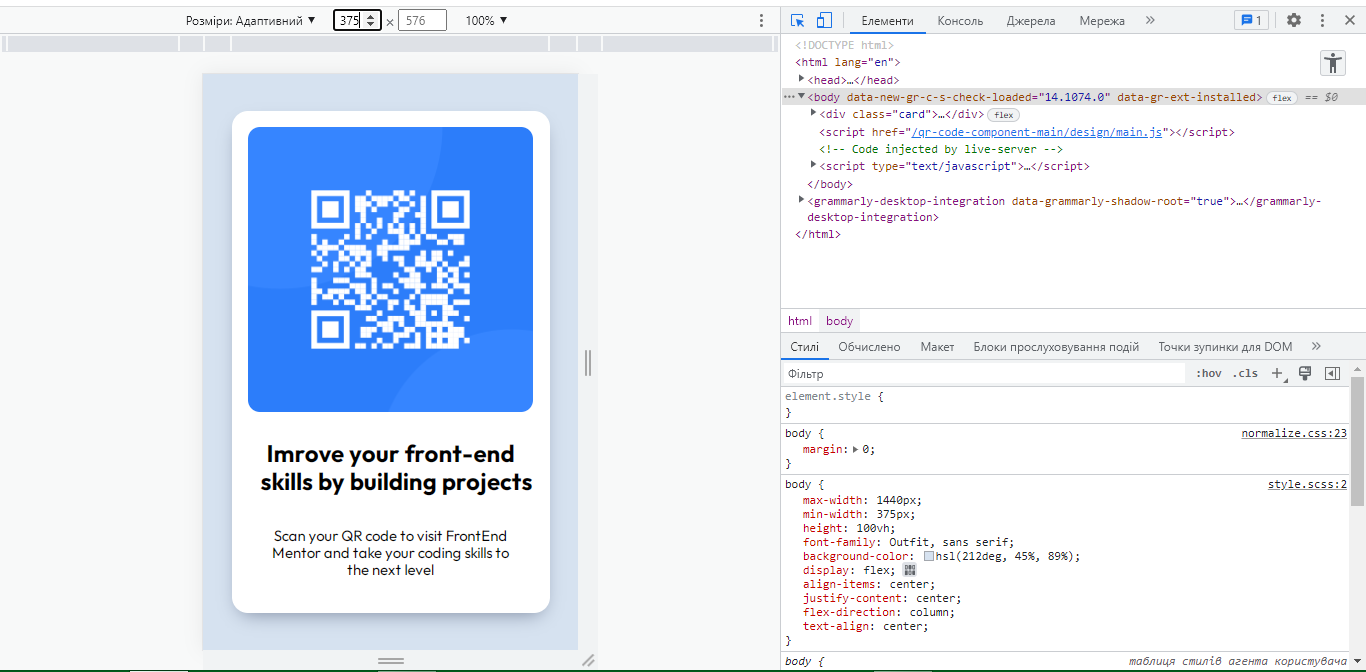 Розміри: Адаптивний ▼ 375 × 576 100% ▼
Елементи Консоль Джерела Мережа » 1
<!DOCTYPE html>
<html lang="en">
<head>…</head>
<body data-new-gr-c-s-check-loaded="14.1074.0" data-gr-ext-installed> flex == $0
<div class="card">…</div> flex
<script href="/qr-code-component-main/design/main.js"></script>
<!-- Code injected by live-server -->
<script type="text/javascript">…</script>
</body>
<grammarly-desktop-integration data-grammarly-shadow-root="true">…</grammarly-
desktop-integration>
</html>
html body
Стилі Обчислено Макет Блоки прослуховування подій Точки зупинки для DOM »
Фільтр :hov .cls +
element.style {
}
body { normalize.css:23
margin: 0;
}
body { style.scss:2
max-width: 1440px;
min-width: 375px;
height: 100vh;
font-family: Outfit, sans serif;
background-color: hsl(212deg, 45%, 89%);
display: flex;
align-items: center;
justify-content: center;
flex-direction: column;
text-align: center;
}
body { таблиця стилів агента користувача
Imrove your front-end
skills by building projects
Scan your QR code to visit FrontEnd
Mentor and take your coding skills to
the next level